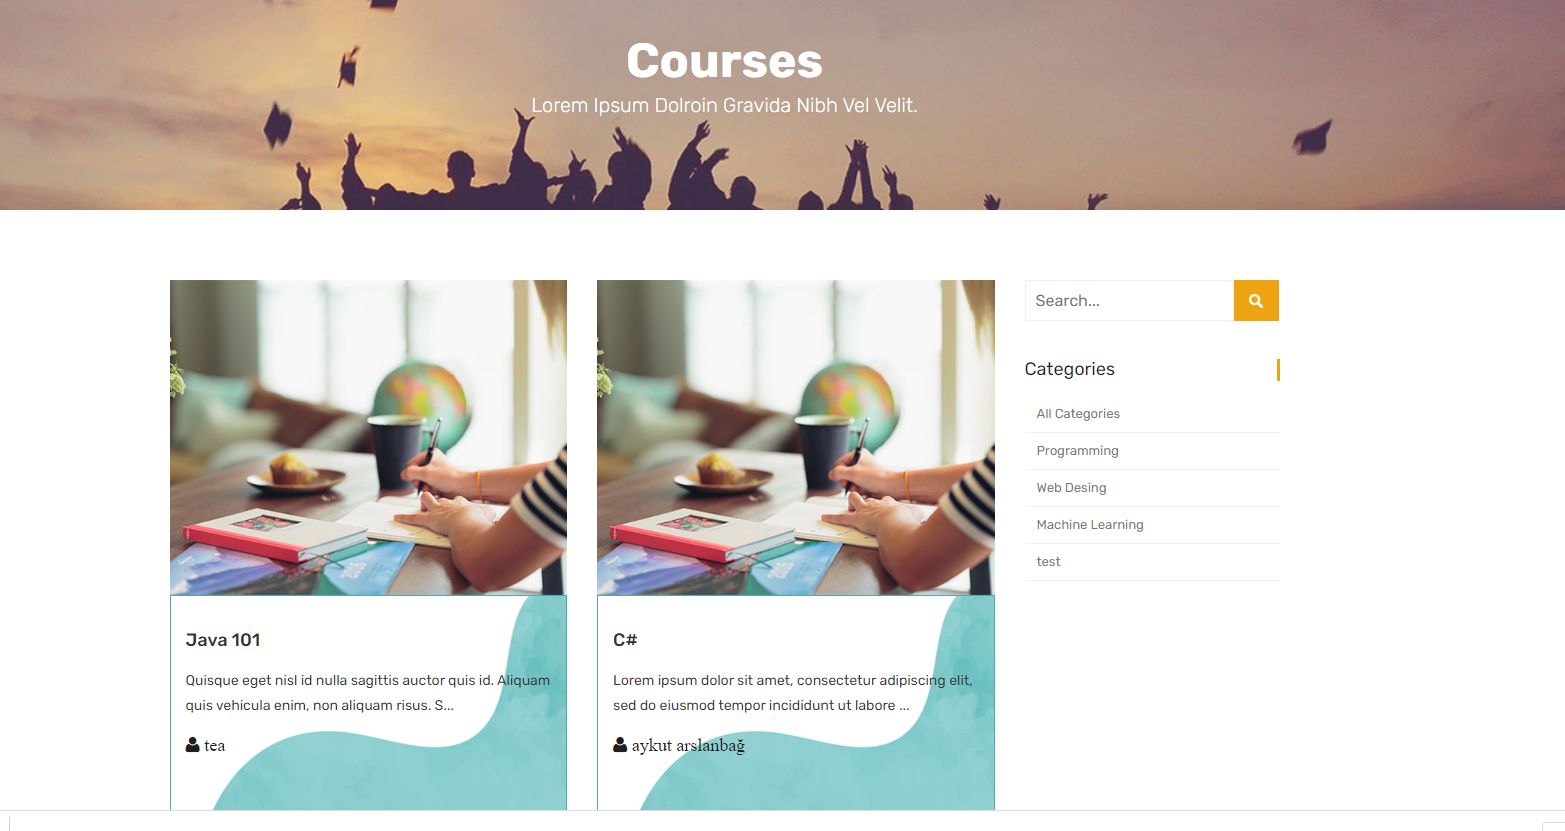 Courses
Lorem Ipsum Dolroin Gravida Nibh Vel Velit.
Java 101
Quisque eget nisl id nulla sagittis auctor quis id. Aliquam
quis vehicula enim, non aliquam risus. S...
tea
C#
Lorem ipsum dolor sit amet, consectetur adipiscing elit,
sed do eiusmod tempor incididunt ut labore ...
aykut arslanbağ
Search...
Categories
All Categories
Programming
Web Desing
Machine Learning
test